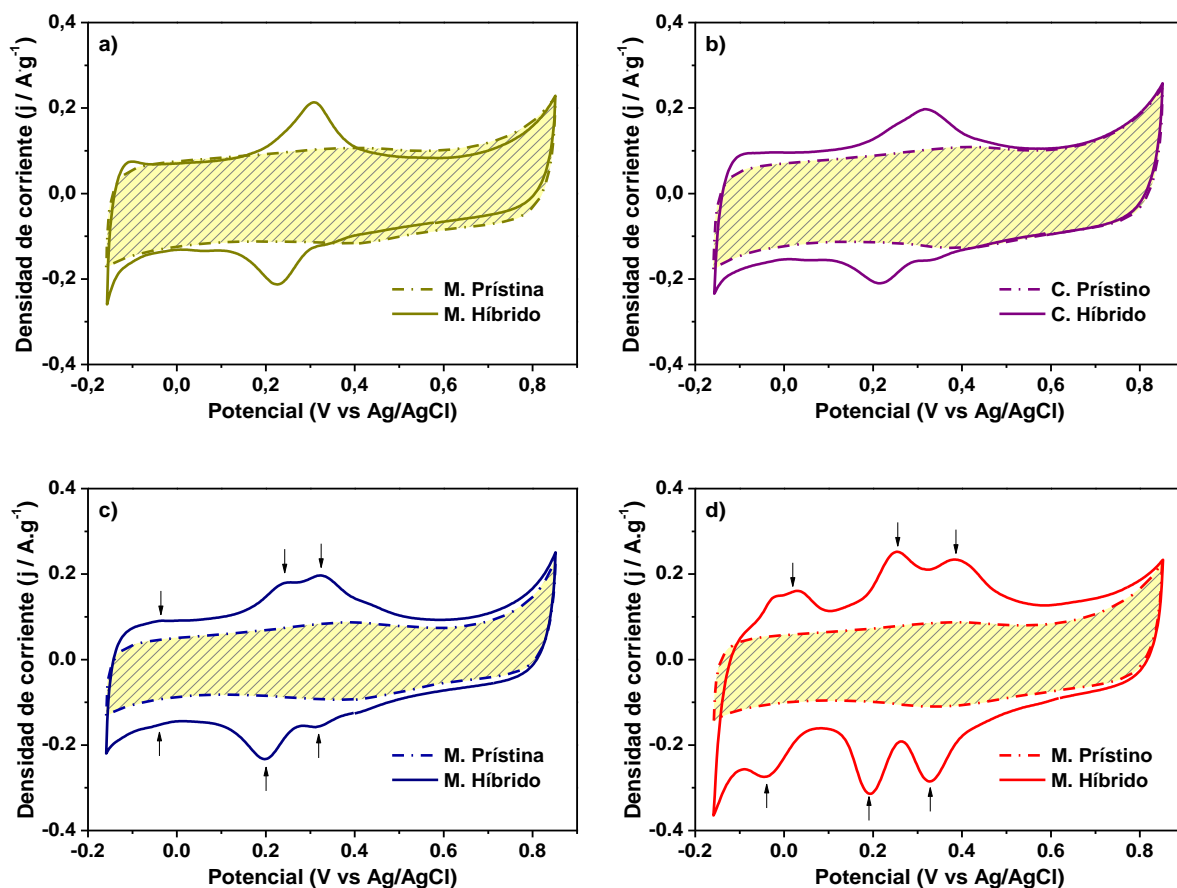 a)
0,4
0,2
0,0
-0,2
-0,4
Densidad de corriente (j / A·g-1)
M. Prístina
M. Híbrido
-0,2 0,0 0,2 0,4 0,6 0,8
Potencial (V vs Ag/AgCl)
b)
0,4
0,2
0,0
-0,2
-0,4
Densidad de corriente (j / A·g-1)
C. Prístino
C. Híbrido
-0,2 0,0 0,2 0,4 0,6 0,8
Potencial (V vs Ag/AgCl)
c)
0.4
0.2
0.0
-0.2
-0.4
Densidad de corriente (j / A.g-1)
M. Prístina
M. Híbrido
-0.2 0.0 0.2 0.4 0.6 0.8
Potencial (V vs Ag/AgCl)
d)
0.4
0.2
0.0
-0.2
-0.4
Densidad de corriente (j / A.g-1)
M. Prístino
M. Híbrido
-0.2 0.0 0.2 0.4 0.6 0.8
Potencial (V vs Ag/AgCl)